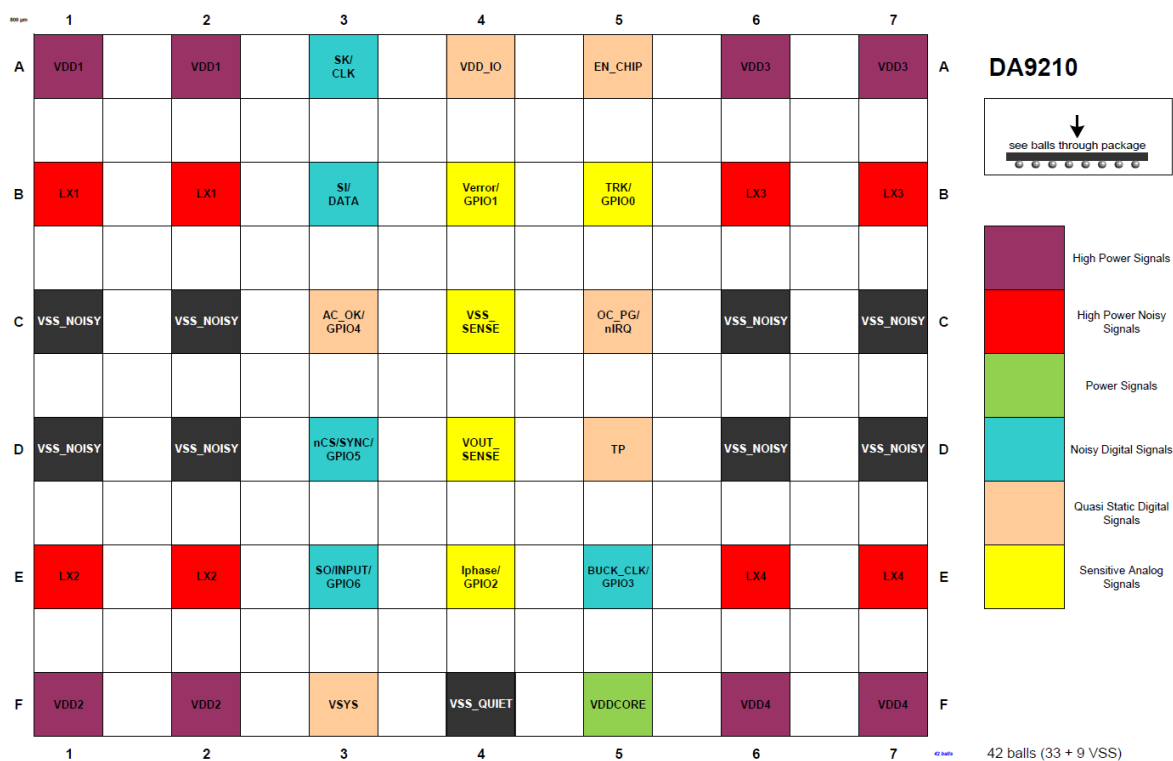 800 µm
1 2 3 4 5 6 7
A VDD1 VDD1 SK/ VDD_IO EN_CHIP VDD3 VDD3 A
CLK
DA9210
see balls through package
B LX1 LX1 SI/ Verror/ TRK/ LX3 LX3 B
DATA GPIO1 GPIO0
High Power Signals
C VSS_NOISY VSS_NOISY AC_OK/ VSS_ OC_PG/ VSS_NOISY VSS_NOISY C
GPIO4 SENSE nIRQ
High Power Noisy
Signals
Power Signals
D VSS_NOISY VSS_NOISY nCS/SYNC/ VOUT_ TP VSS_NOISY VSS_NOISY D
GPIO5 SENSE
Noisy Digital Signals
Quasi Static Digital
Signals
E LX2 LX2 SO/INPUT/ Iphase/ BUCK_CLK/ LX4 LX4 E
GPIO6 GPIO2 GPIO3
Sensitive Analog
Signals
F VDD2 VDD2 VSYS VSS_QUIET VDDCORE VDD4 VDD4 F
1 2 3 4 5 6 7
42 balls
42 balls (33 + 9 VSS)